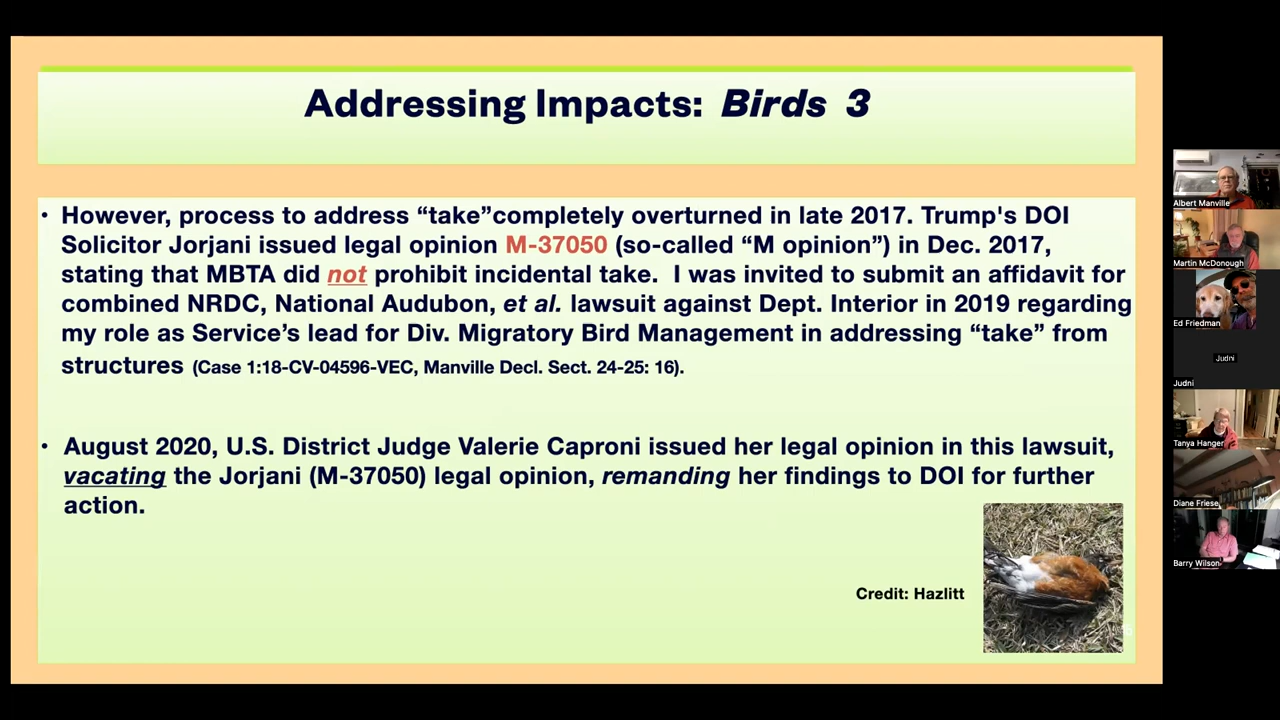 Addressing Impacts: Birds 3
• However, process to address “take”completely overturned in late 2017. Trump's DOI
Solicitor Jorjani issued legal opinion M-37050 (so-called “M opinion”) in Dec. 2017,
stating that MBTA did not prohibit incidental take. I was invited to submit an affidavit for
combined NRDC, National Audubon, et al. lawsuit against Dept. Interior in 2019 regarding
my role as Service’s lead for Div. Migratory Bird Management in addressing “take” from
structures (Case 1:18-CV-04596-VEC, Manville Decl. Sect. 24-25: 16).
• August 2020, U.S. District Judge Valerie Caproni issued her legal opinion in this lawsuit,
vacating the Jorjani (M-37050) legal opinion, remanding her findings to DOI for further
action.
Credit: Hazlitt
Albert Manville
Martin McDonough
Ed Friedman
Judni
Judni
Tanya Hanger
Diane Friese
Barry Wilson